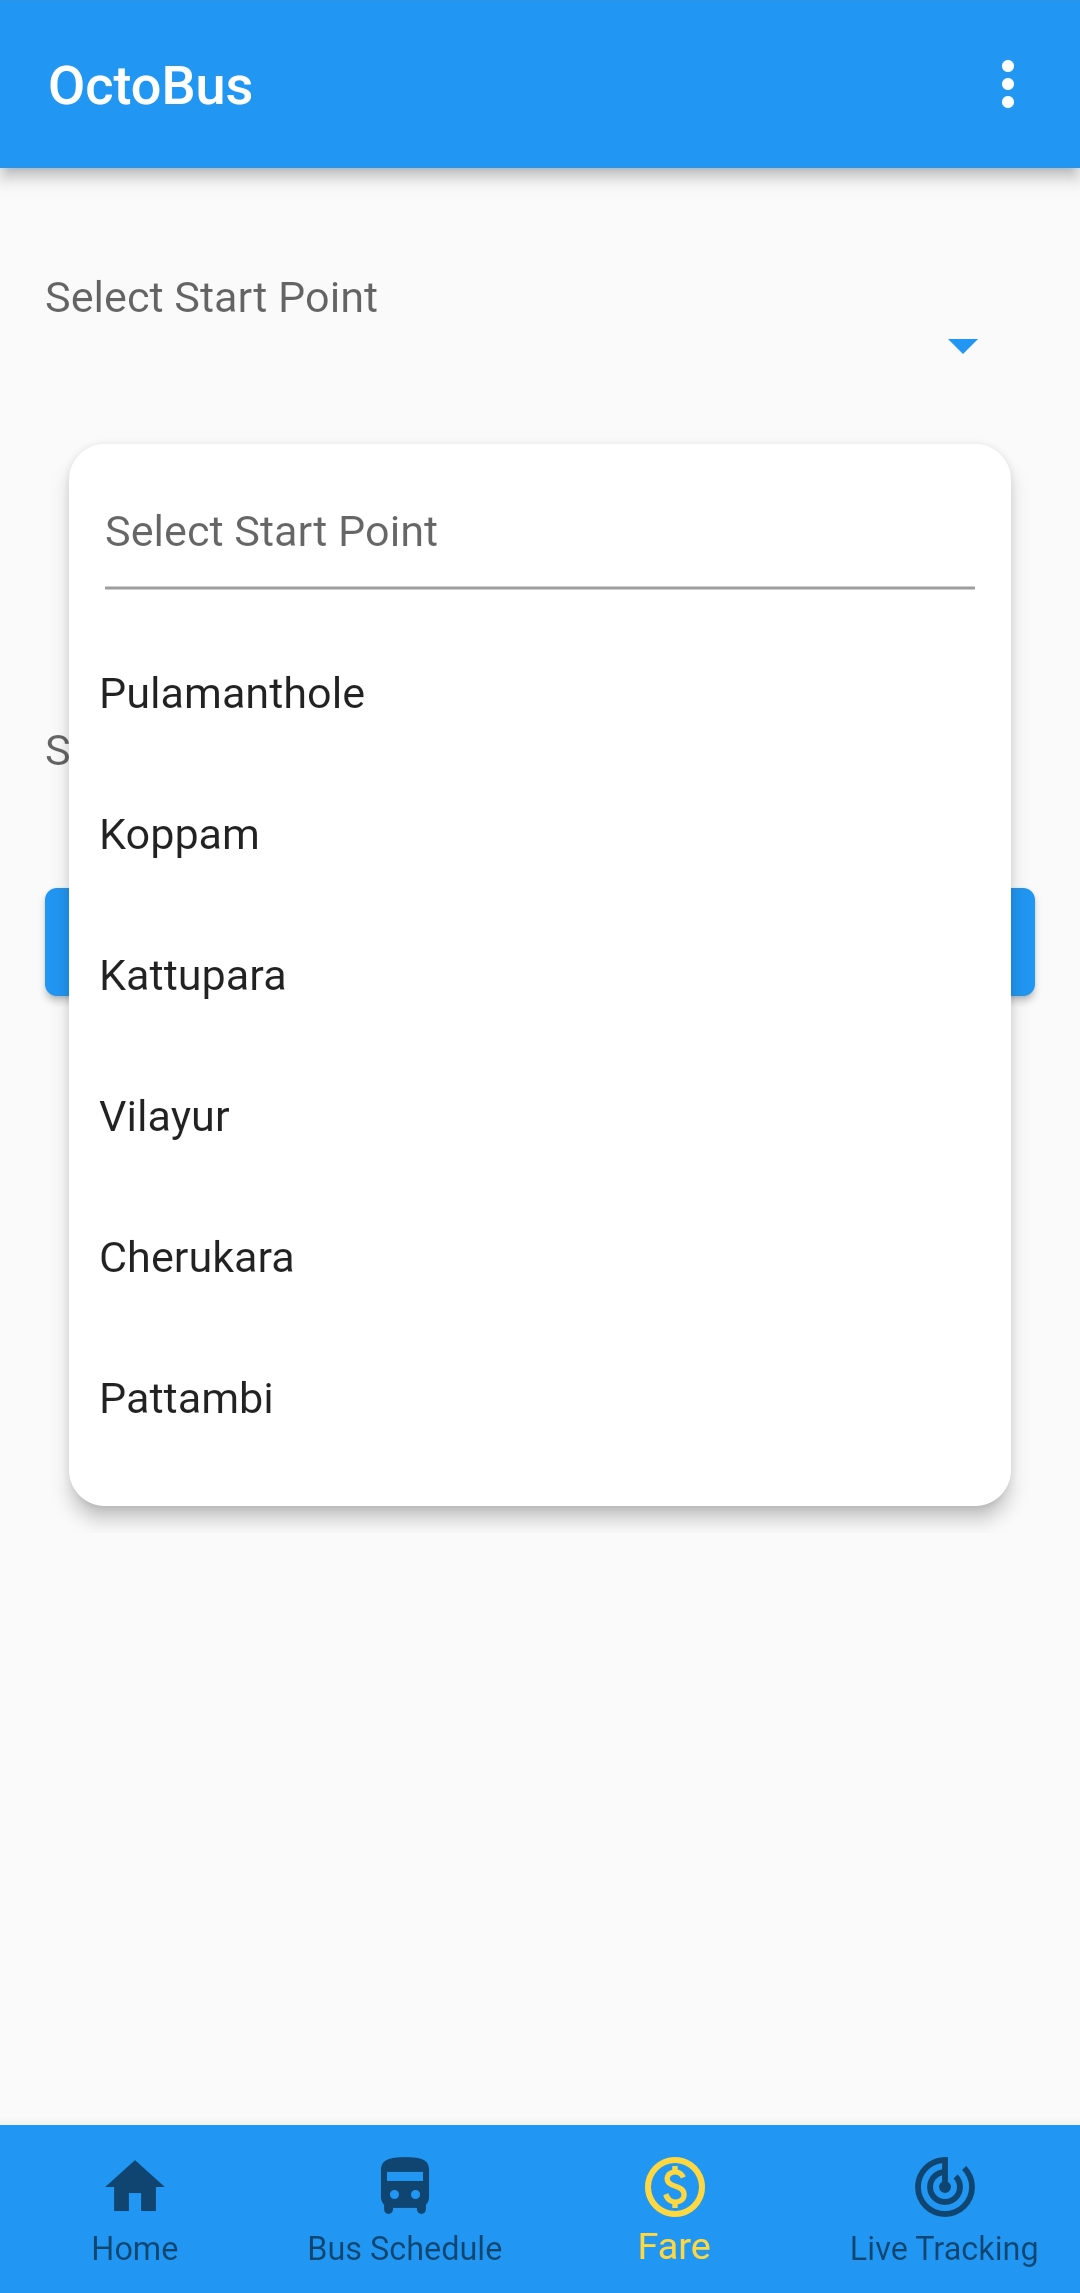 OctoBus
Select Start Point
Select Start Point
Pulamanthole
S
Koppam
Kattupara
Vilayur
Cherukara
Pattambi
Home
Bus Schedule
Fare
Live Tracking